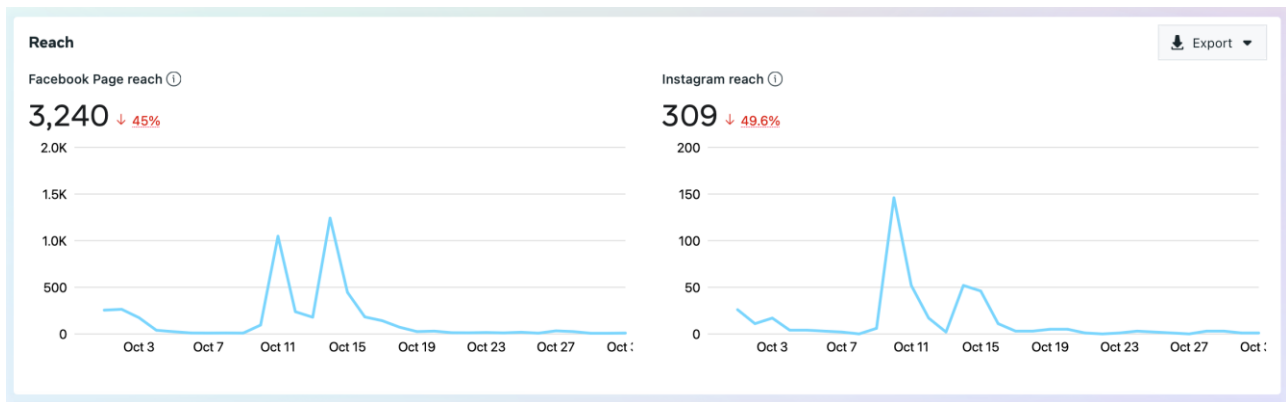 Reach
Export
Facebook Page reach
3,240 ↓ 45%
2.0K
1.5K
1.0K
500
0
Oct 3 Oct 7 Oct 11 Oct 15 Oct 19 Oct 23 Oct 27 Oct
Instagram reach
309 ↓ 49.6%
200
150
100
50
0
Oct 3 Oct 7 Oct 11 Oct 15 Oct 19 Oct 23 Oct 27 Oct